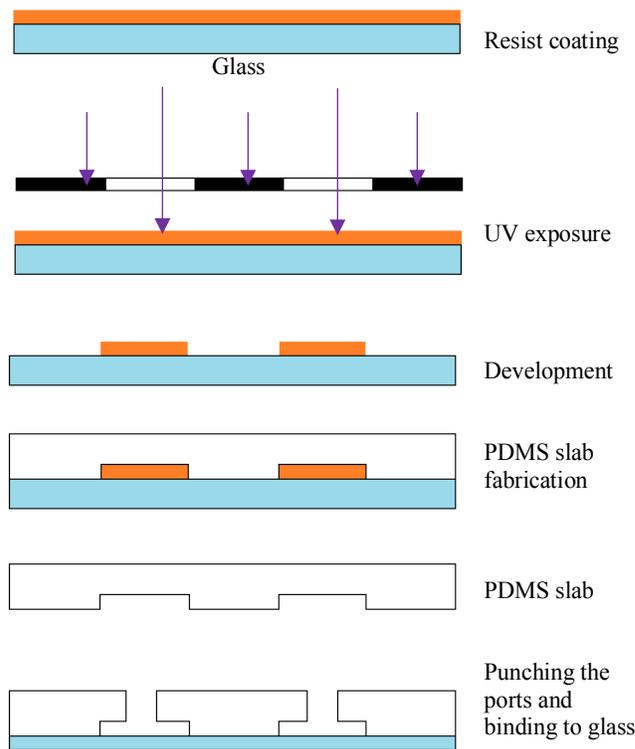 Resist coating
Glass
UV exposure
Development
PDMS slab
fabrication
PDMS slab
Punching the
ports and
binding to glass